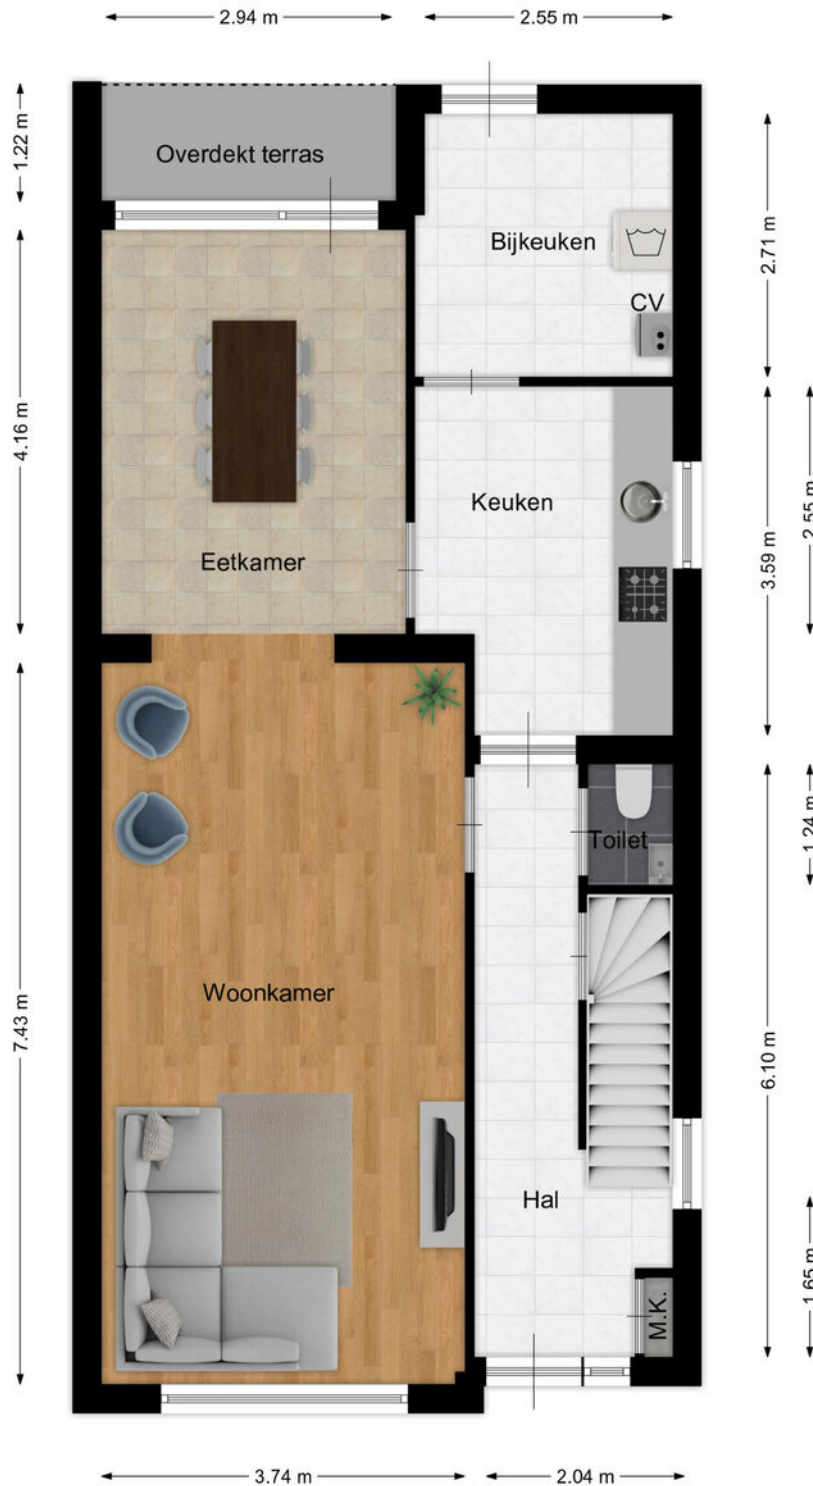 2.94 m
2.55 m
1.22 m
Overdekt terras
Bijkeuken
2.71 m
CV
4.16 m
Keuken
2.55 m
3.59 m
Eetkamer
Toilet
1.24 m
Woonkamer
7.43 m
6.10 m
Hal
1.65 m
M.K.
3.74 m
2.04 m